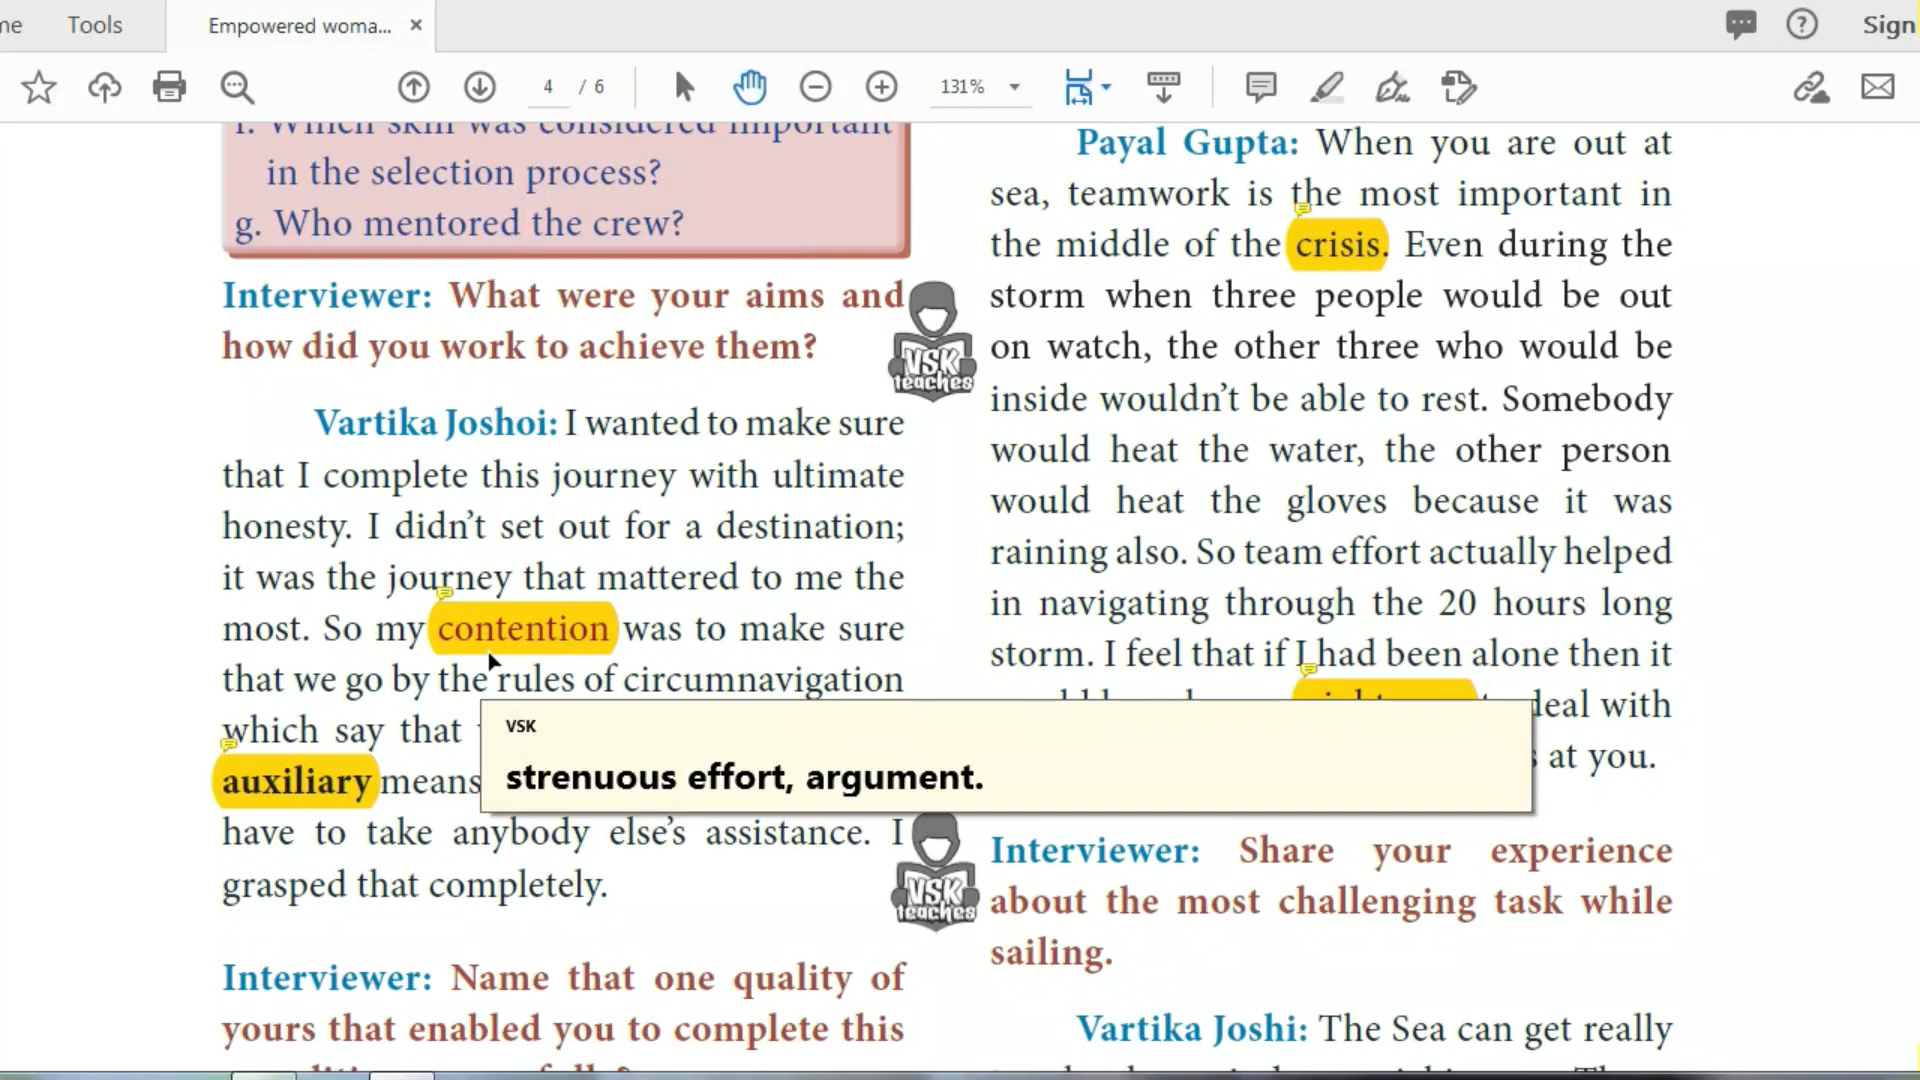 me Tools Empowered woma... × Sign
4 / 6 131%
f. Which skill was considered important
in the selection process?
g. Who mentored the crew?
Interviewer: What were your aims and
how did you work to achieve them?
Vartika Joshoi: I wanted to make sure
that I complete this journey with ultimate
honesty. I didn’t set out for a destination;
it was the journey that mattered to me the
most. So my contention was to make sure
that we go by the rules of circumnavigation
which say that
auxiliary means
have to take anybody else’s assistance. I
grasped that completely.
Interviewer: Name that one quality of
yours that enabled you to complete this
VSK
teaches
VSK
teaches
Payal Gupta: When you are out at
sea, teamwork is the most important in
the middle of the crisis. Even during the
storm when three people would be out
on watch, the other three who would be
inside wouldn’t be able to rest. Somebody
would heat the water, the other person
would heat the gloves because it was
raining also. So team effort actually helped
in navigating through the 20 hours long
storm. I feel that if I had been alone then it
deal with
at you.
VSK
strenuous effort, argument.
Interviewer: Share your experience
about the most challenging task while
sailing.
Vartika Joshi: The Sea can get really